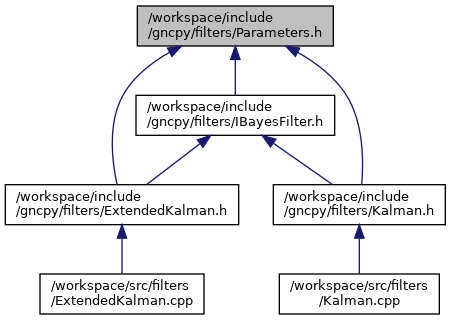 /workspace/include
/gncpy/filters/Parameters.h
/workspace/include
/gncpy/filters/IBayesFilter.h
/workspace/include
/gncpy/filters/ExtendedKalman.h
/workspace/include
/gncpy/filters/Kalman.h
/workspace/src/filters
/ExtendedKalman.cpp
/workspace/src/filters
/Kalman.cpp